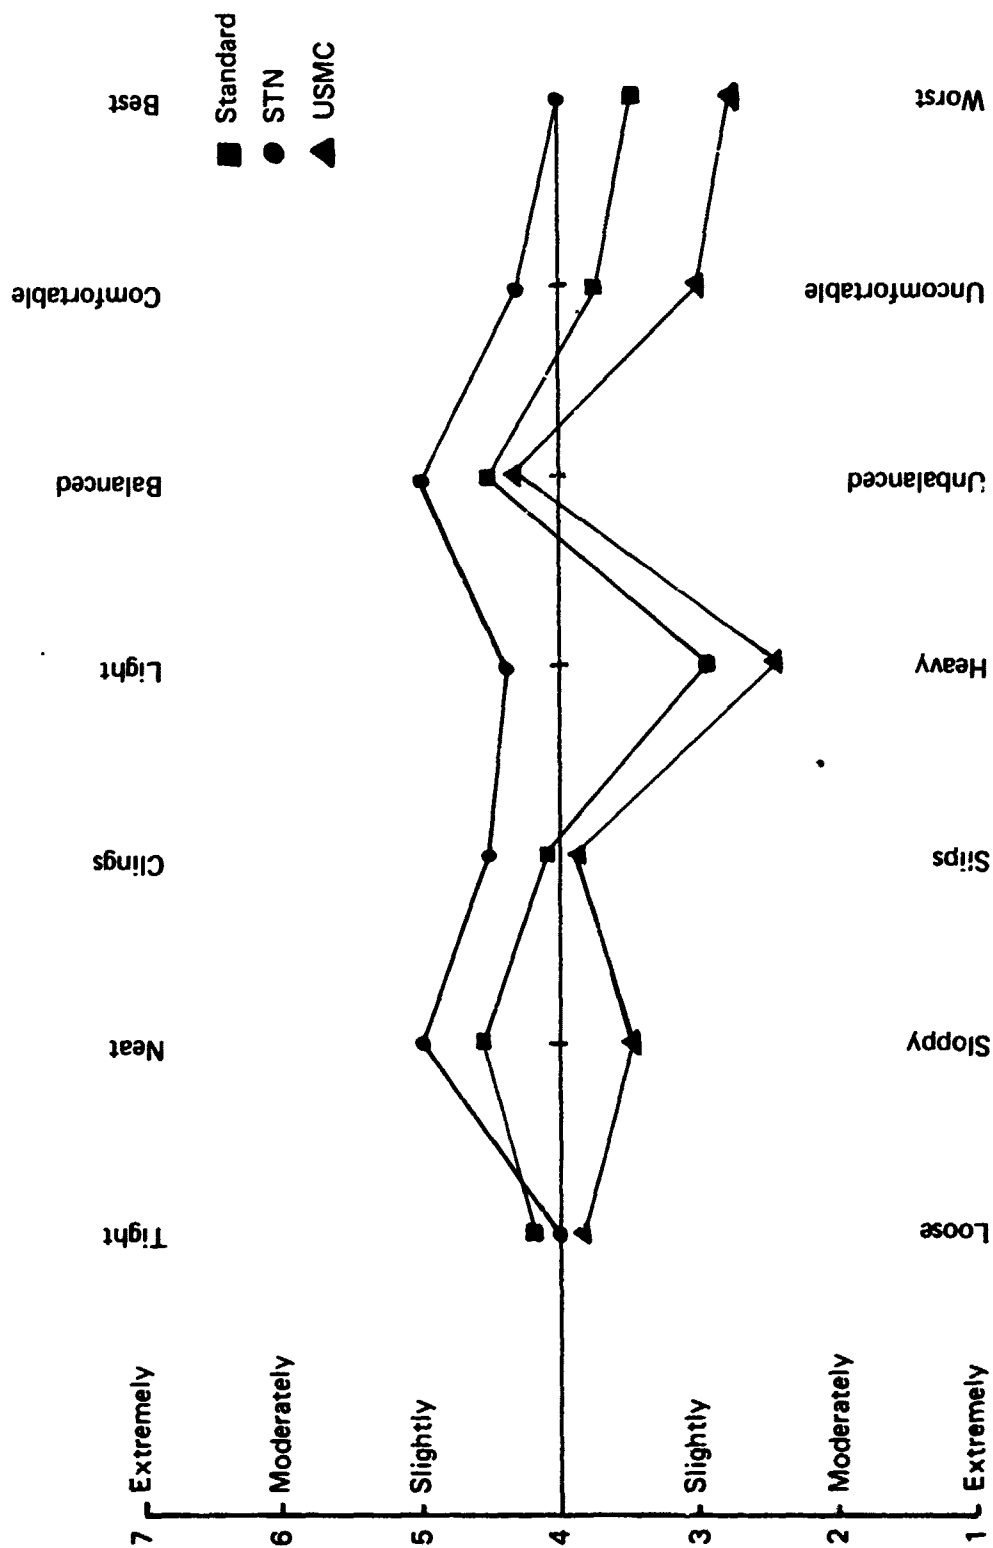 Tight
Neat
Clings
Light
Balanced
Comfortable
Best
Standard
STN
USMC
7 Extremely
6 Moderately
5 Slightly
4
3 Slightly
2 Moderately
1 Extremely
Loose
Sloppy
Slips
Heavy
Unbalanced
Uncomfortable
Worst